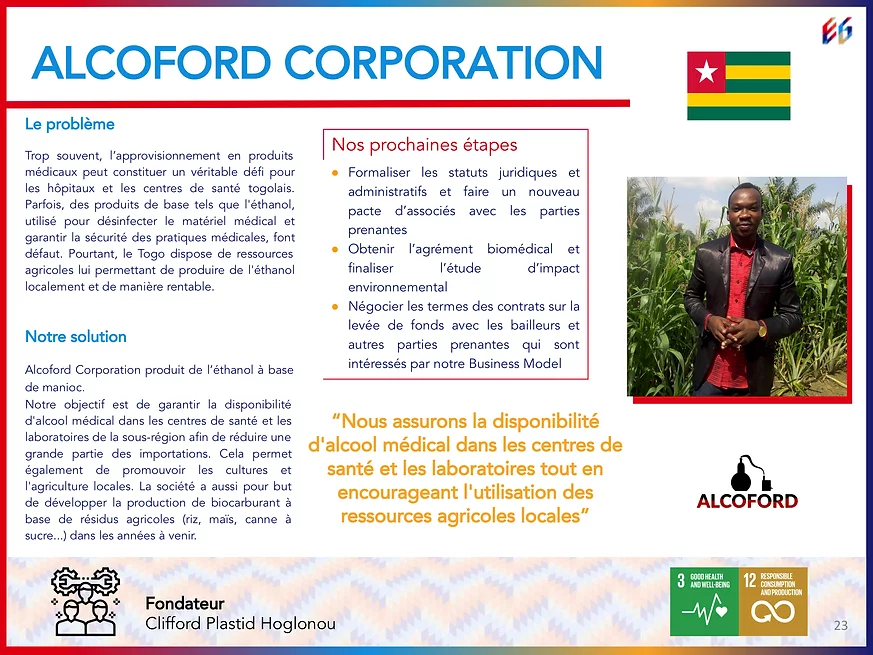 ALCOFORD CORPORATION
Le problème
Trop souvent, l’approvisionnement en produits
médicaux peut constituer un véritable défi pour
les hôpitaux et les centres de santé togolais.
Parfois, des produits de base tels que l'éthanol,
utilisé pour désinfecter le matériel médical et
garantir la sécurité des pratiques médicales, font
défaut. Pourtant, le Togo dispose de ressources
agricoles lui permettant de produire de l'éthanol
localement et de manière rentable.
Notre solution
Alcoford Corporation produit de l’éthanol à base
de manioc.
Notre objectif est de garantir la disponibilité
d'alcool médical dans les centres de santé et les
laboratoires de la sous-région afin de réduire une
grande partie des importations. Cela permet
également de promouvoir les cultures et
l'agriculture locales. La société a aussi pour but
de développer la production de biocarburant à
base de résidus agricoles (riz, maïs, canne à
sucre...) dans les années à venir.
Nos prochaines étapes
Formaliser les statuts juridiques et
administratifs et faire un nouveau
pacte d’associés avec les parties
prenantes
Obtenir l’agrément biomédical et
finaliser l’étude d’impact
environnemental
Négocier les termes des contrats sur la
levée de fonds avec les bailleurs et
autres parties prenantes qui sont
intéressés par notre Business Model
“Nous assurons la disponibilité
d'alcool médical dans les centres de
santé et les laboratoires tout en
encourageant l'utilisation des
ressources agricoles locales”
ALCOFORD
Fondateur
Clifford Plastid Hoglonou
3 GOOD HEALTH
AND WELL-BEING
12 RESPONSIBLE
CONSUMPTION
AND PRODUCTION
23